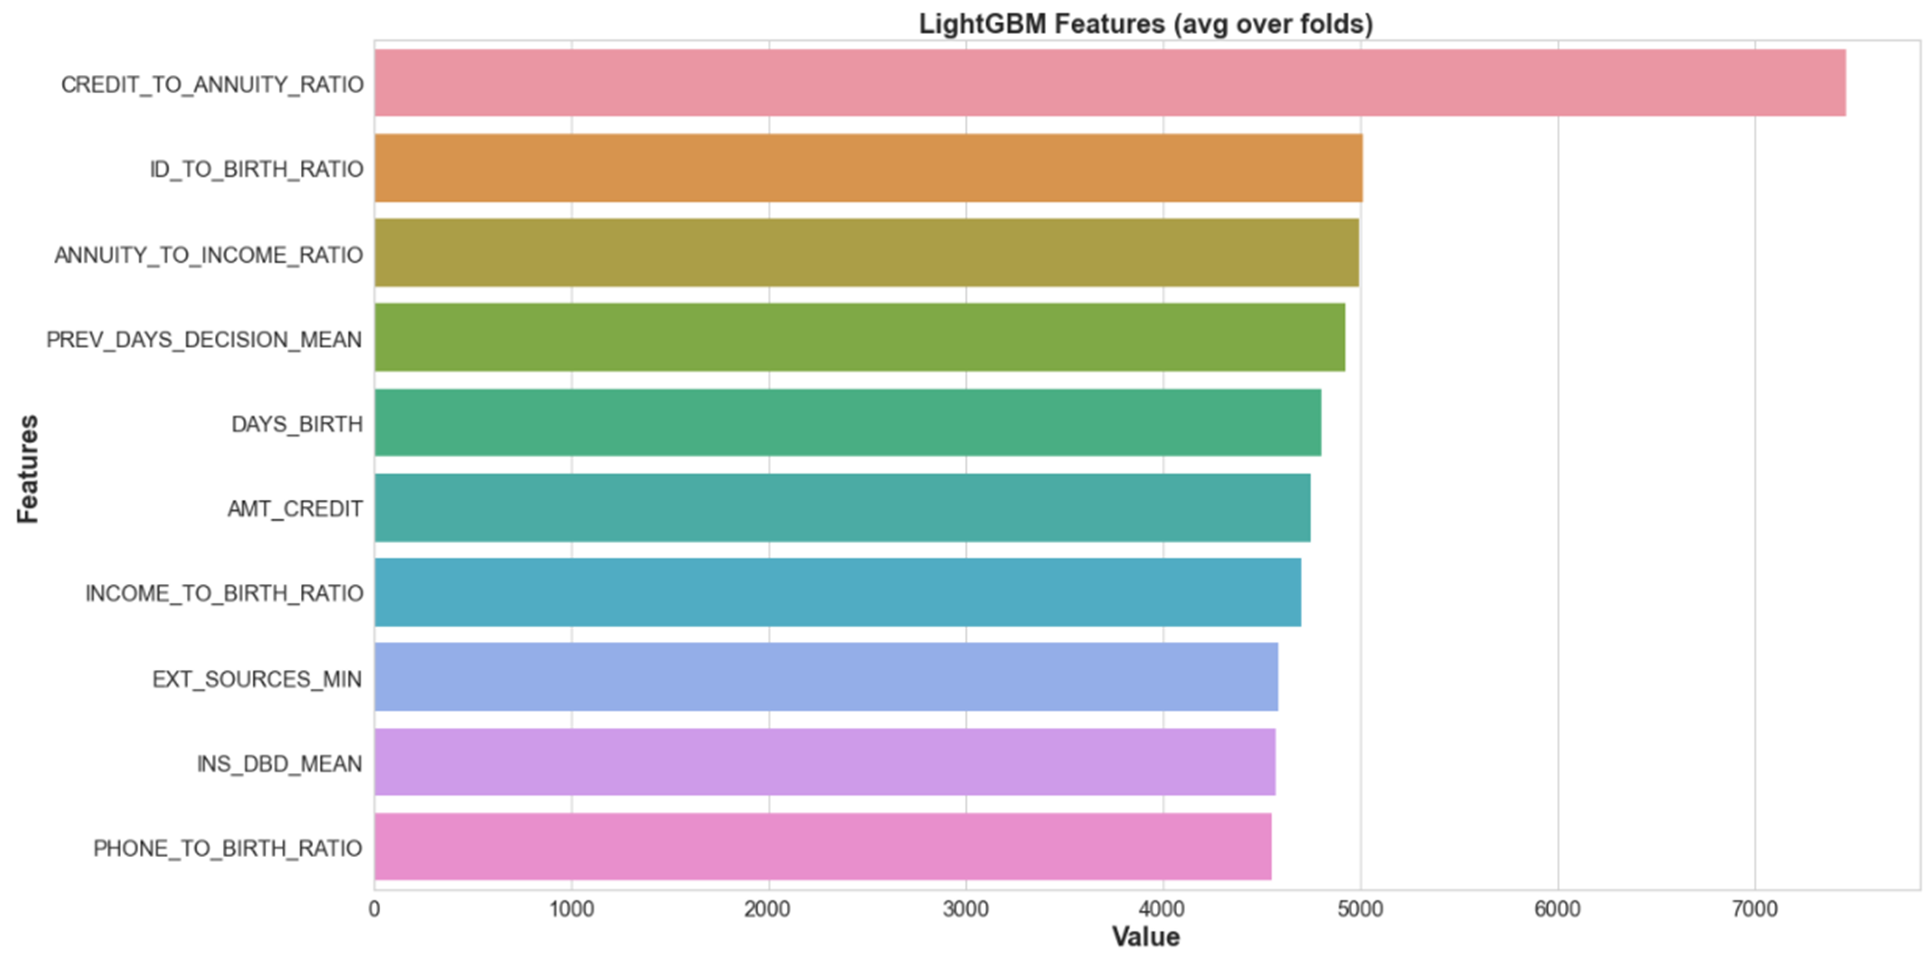 LightGBM Features (avg over folds)
CREDIT_TO_ANNUITY_RATIO
ID_TO_BIRTH_RATIO
ANNUITY_TO_INCOME_RATIO
PREV_DAYS_DECISION_MEAN
DAYS_BIRTH
AMT_CREDIT
INCOME_TO_BIRTH_RATIO
EXT_SOURCES_MIN
INS_DBD_MEAN
PHONE_TO_BIRTH_RATIO
Features
0 1000 2000 3000 4000 5000 6000 7000
Value